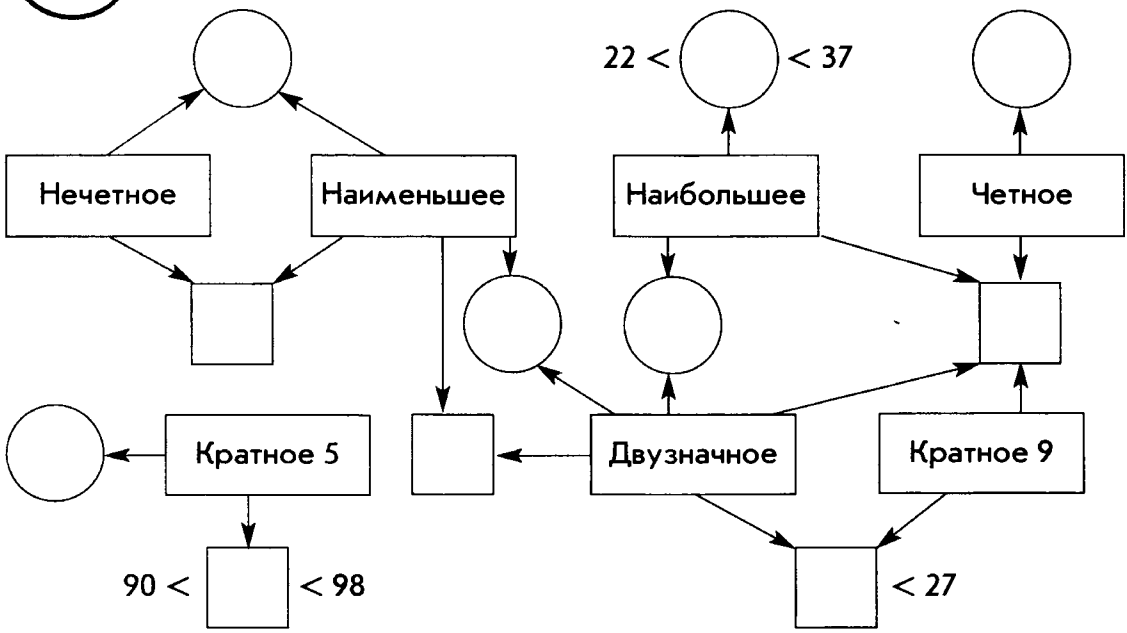 22 < < 37
Нечетное Наименьшее Наибольшее Четное
Кратное 5 Двузначное Кратное 9
90 < < 98 < 27